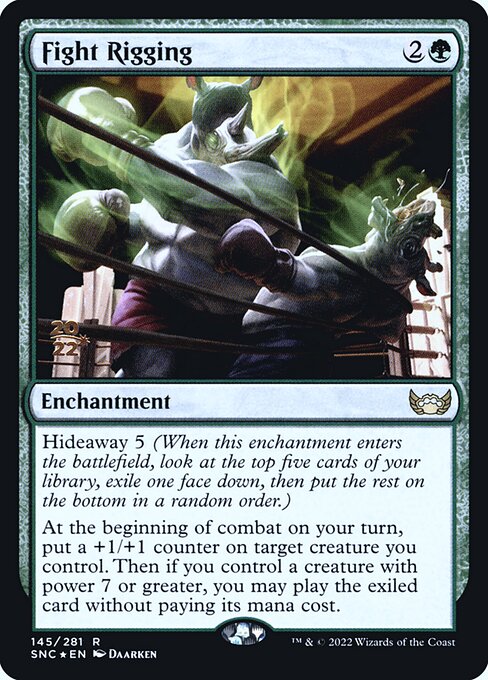 Fight Rigging 2
20
22
Enchantment
Hideaway 5 (When this enchantment enters
the battlefield, look at the top five cards of your
library, exile one face down, then put the rest on
the bottom in a random order.)
At the beginning of combat on your turn,
put a +1/+1 counter on target creature you
control. Then if you control a creature with
power 7 or greater, you may play the exiled
card without paying its mana cost.
145/281 R
SNC★EN DAARKEN
™ & © 2022 Wizards of the Coast